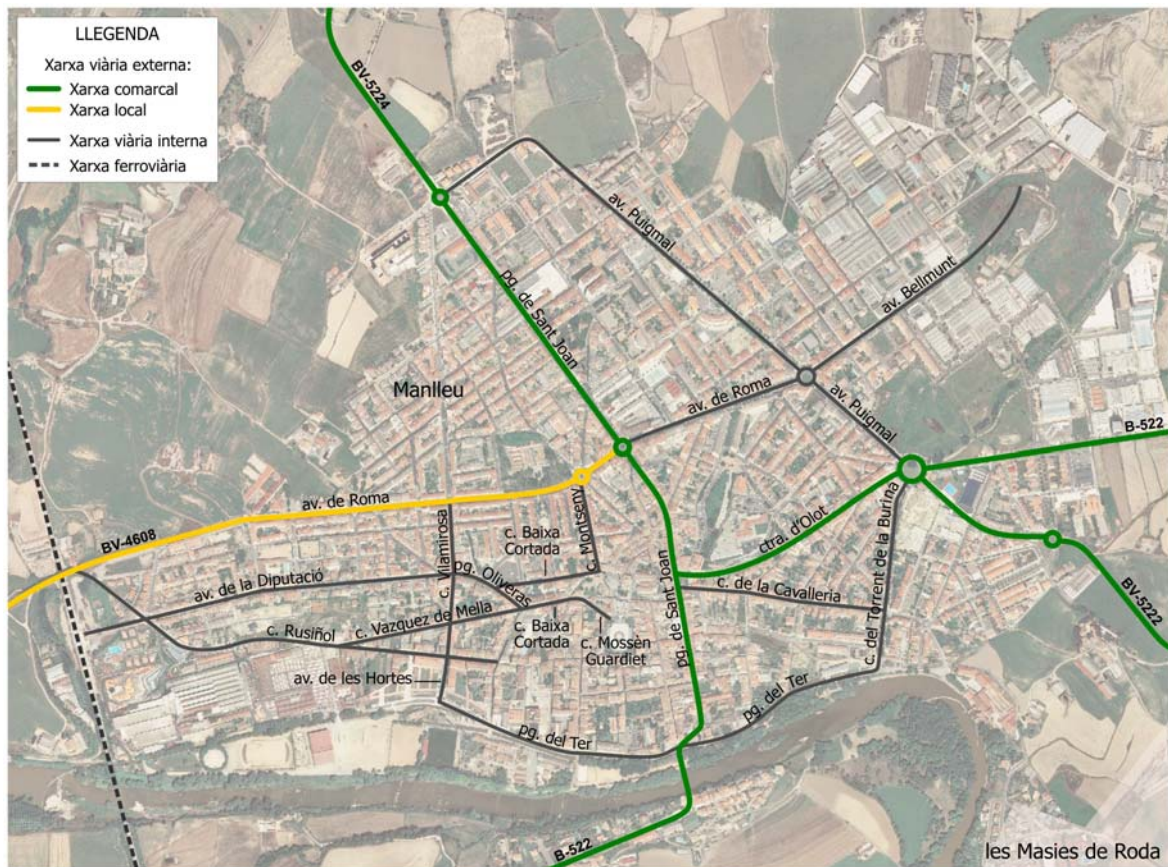 LLEGENDA
Xarxa viària externa:
Xarxa comarcal
Xarxa local
Xarxa viària interna
Xarxa ferroviària
BV-5224
av. Puigmal
av. Bellmunt
pg. de Sant Joan
Manlleu
av. de Roma
av. Puigmal
B-522
av. de Roma
c. Montseny
ctra. d'Olot
c. del Torrent de la Burina
BV-4608
c. Vilamirosa
c. Baixa
Cortada
av. de la Diputació
pg. Oliveras
c. de la Cavalleria
BV-5222
c. Vazquez de Mella
c. Rusiñol
c. Baixa
Cortada
c. Mossèn
Guardiet
pg. de Sant Joan
av. de les Hortes
pg. del Ter
pg. del Ter
B-522
les Masies de Roda